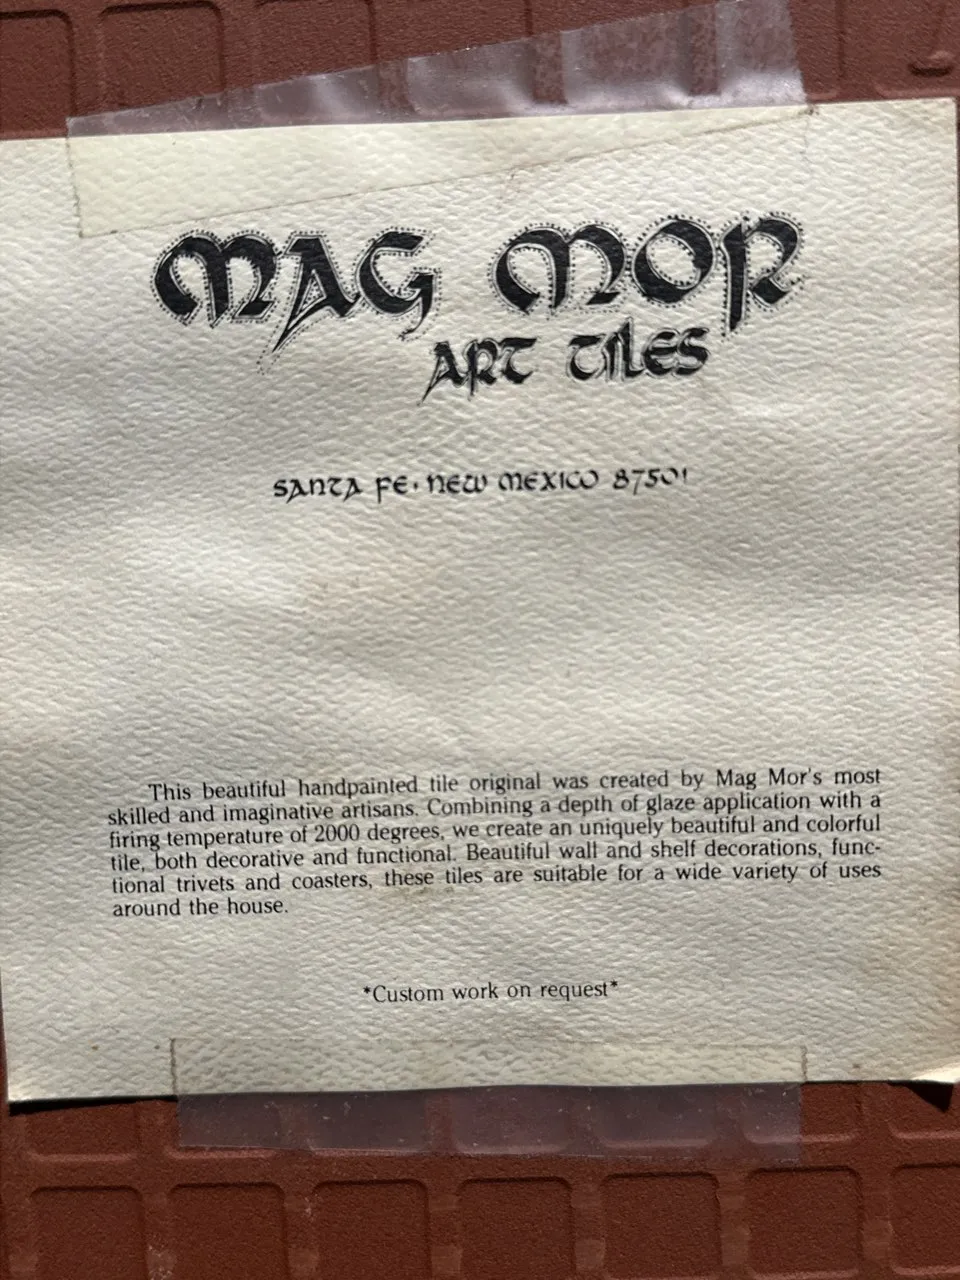 MAG MOR
ART TILES
SANTA FE · NEW MEXICO 87501
This beautiful handpainted tile original was created by Mag Mor's most
skilled and imaginative artisans. Combining a depth of glaze application with a
firing temperature of 2000 degrees, we create an uniquely beautiful and colorful
tile, both decorative and functional. Beautiful wall and shelf decorations, func-
tional trivets and coasters, these tiles are suitable for a wide variety of uses
around the house.
*Custom work on request*